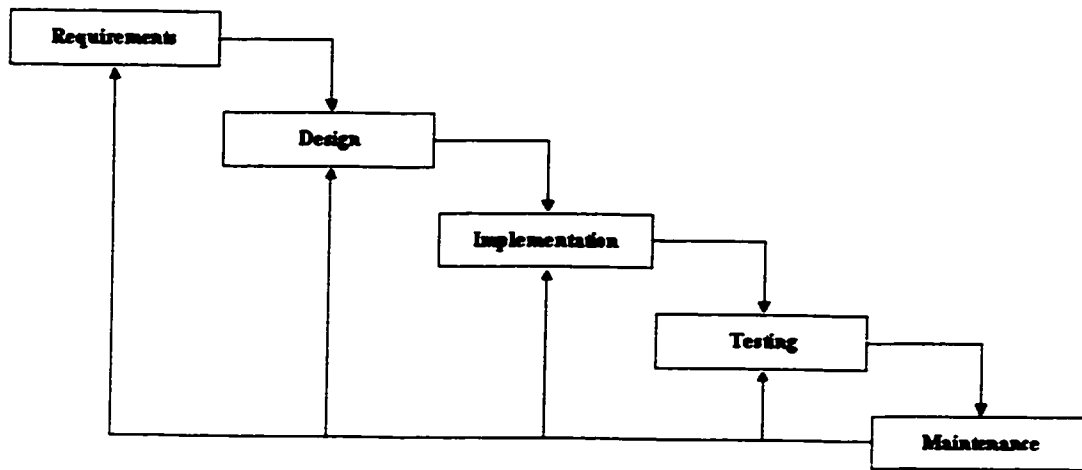 Requirements
Design
Implementation
Testing
Maintenance